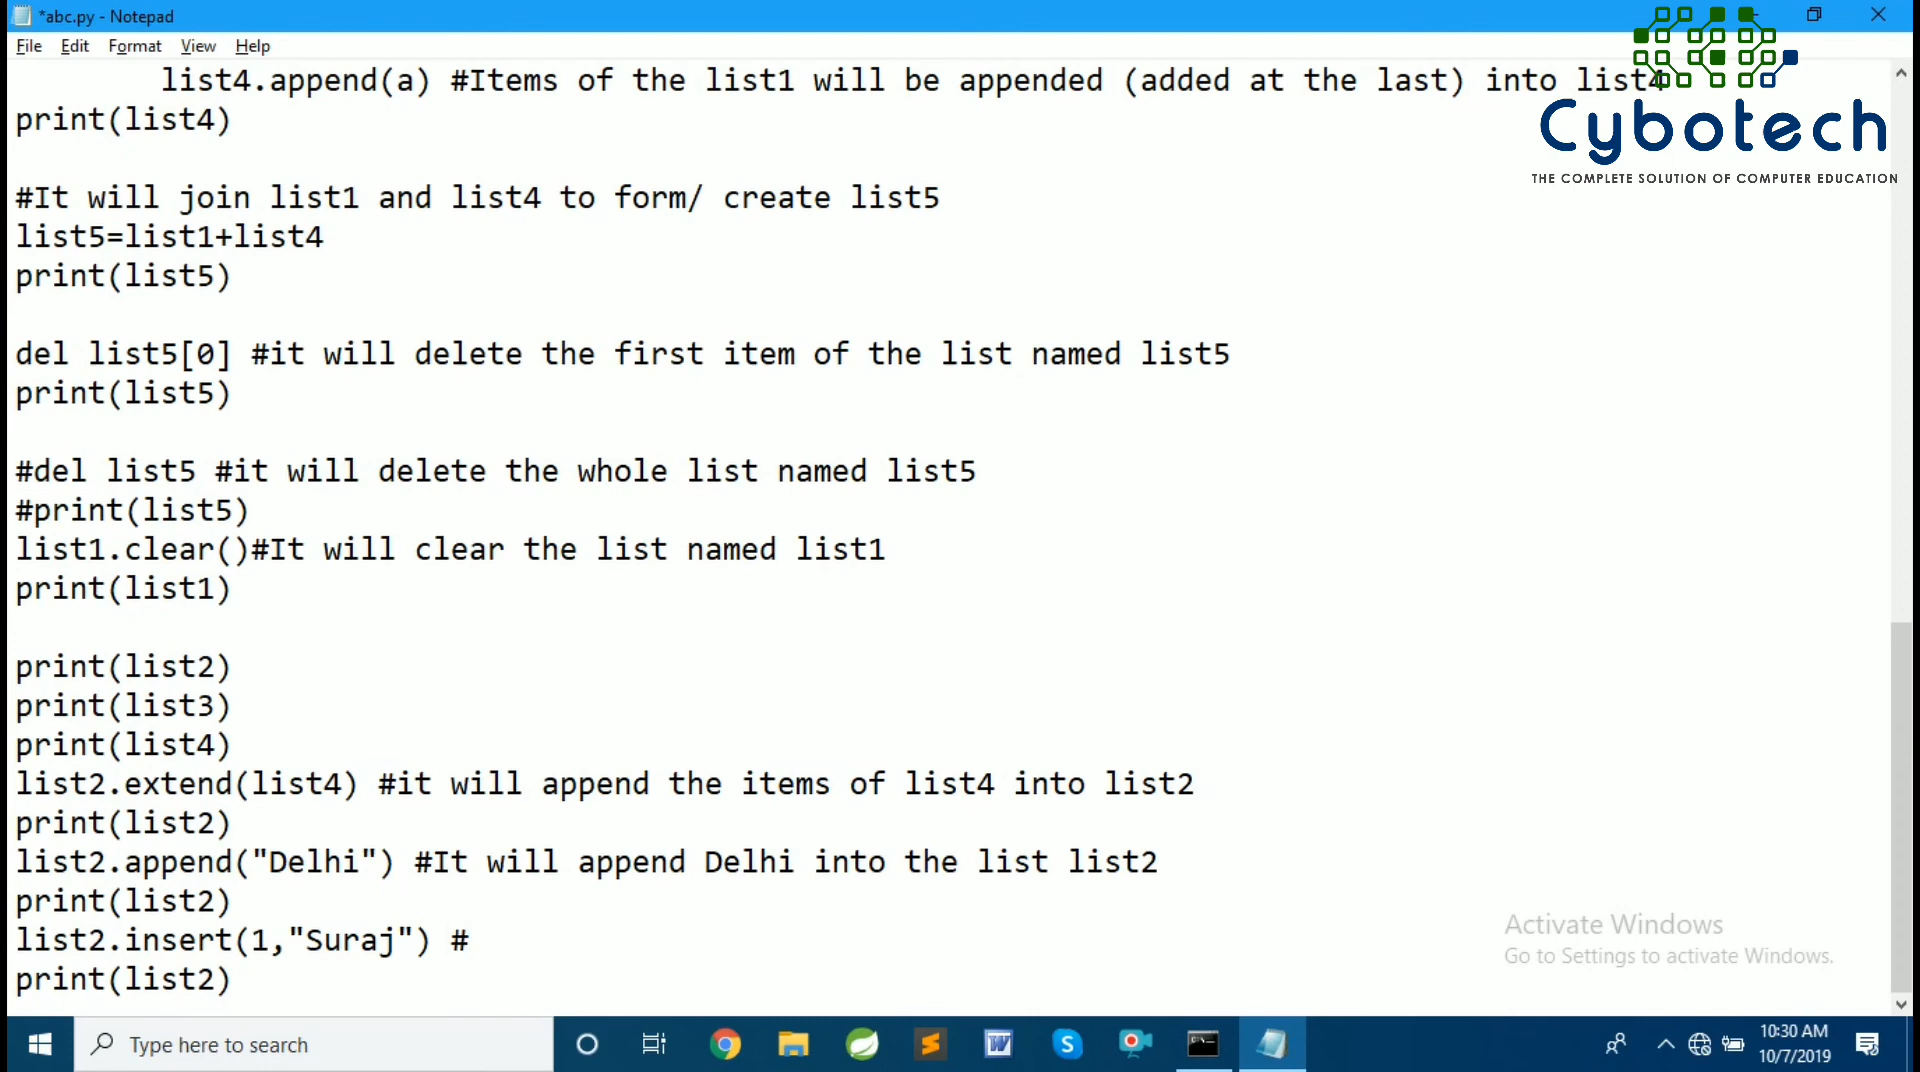 *abc.py - Notepad
File Edit Format View Help
list4.append(a) #Items of the list1 will be appended (added at the last) into list4
print(list4)
#It will join list1 and list4 to form/ create list5
list5=list1+list4
print(list5)
del list5[0] #it will delete the first item of the list named list5
print(list5)
#del list5 #it will delete the whole list named list5
#print(list5)
list1.clear()#It will clear the list named list1
print(list1)
print(list2)
print(list3)
print(list4)
list2.extend(list4) #it will append the items of list4 into list2
print(list2)
list2.append("Delhi") #It will append Delhi into the list list2
print(list2)
list2.insert(1,"Suraj") #
print(list2)
Cybotech
THE COMPLETE SOLUTION OF COMPUTER EDUCATION
Activate Windows
Go to Settings to activate Windows.
Type here to search
10:30 AM
10/7/2019